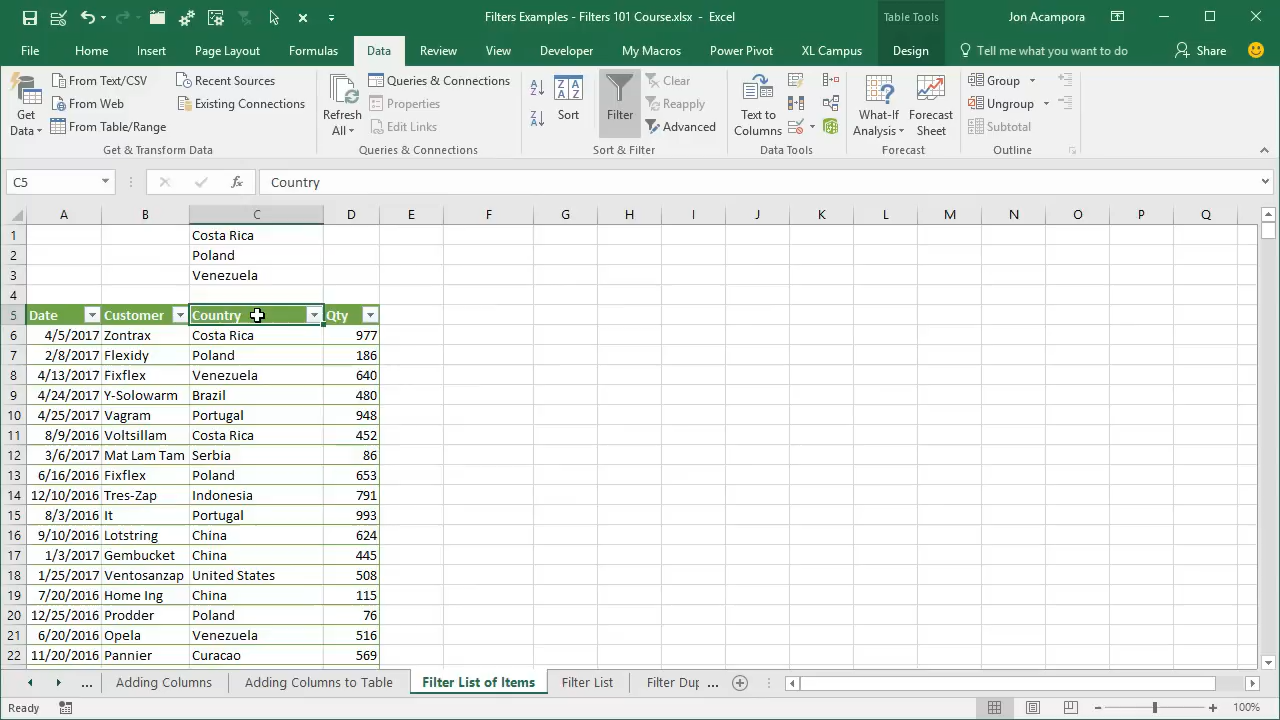 Filters Examples - Filters 101 Course.xlsx - Excel
Table Tools
Jon Acampora
File Home Insert Page Layout Formulas Data Review View Developer My Macros Power Pivot XL Campus Design Tell me what you want to do Share
Get Data
From Text/CSV
From Web
From Table/Range
Recent Sources
Existing Connections
Get & Transform Data
Refresh All
Queries & Connections
Properties
Edit Links
Queries & Connections
Sort
Filter
Clear
Reapply
Advanced
Sort & Filter
Text to Columns
Data Tools
What-If Analysis
Forecast Sheet
Forecast
Group
Ungroup
Subtotal
Outline
C5 fx Country
A B C D E F G H I J K L M N O P Q
1 Costa Rica
2 Poland
3 Venezuela
4
5 Date Customer Country Qty
6 4/5/2017 Zontrax Costa Rica 977
7 2/8/2017 Flexidy Poland 186
8 4/13/2017 Fixflex Venezuela 640
9 4/24/2017 Y-Solowarm Brazil 480
10 4/25/2017 Vagram Portugal 948
11 8/9/2016 Voltsillam Costa Rica 452
12 3/6/2017 Mat Lam Tam Serbia 86
13 6/16/2016 Fixflex Poland 653
14 12/10/2016 Tres-Zap Indonesia 791
15 8/3/2016 It Portugal 993
16 9/10/2016 Lotstring China 624
17 1/3/2017 Gembucket China 445
18 1/25/2017 Ventosanzap United States 508
19 7/20/2016 Home Ing China 115
20 12/25/2016 Prodder Poland 76
21 6/20/2016 Opela Venezuela 516
22 11/20/2016 Pannier Curacao 569
... Adding Columns Adding Columns to Table Filter List of Items Filter List Filter Dup ...
Ready 100%